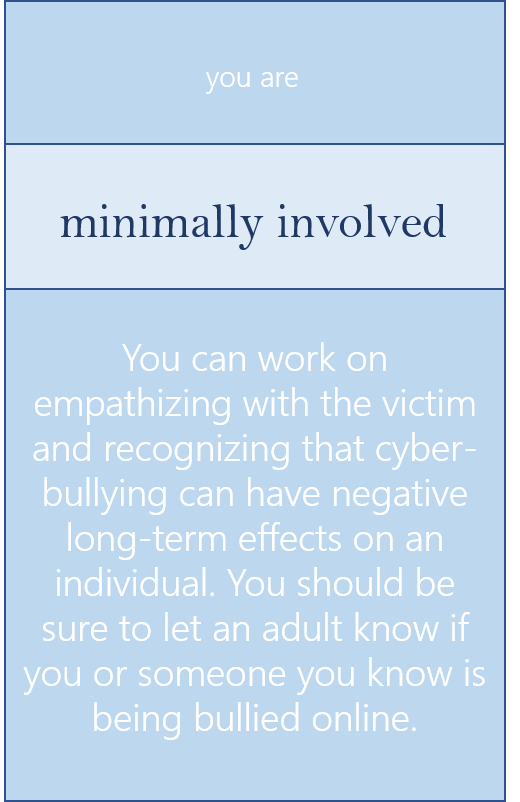 you are
minimally involved
You can work on
empathizing with the victim
and recognizing that cyber-
bullying can have negative
long-term effects on an
individual. You should be
sure to let an adult know if
you or someone you know is
being bullied online.